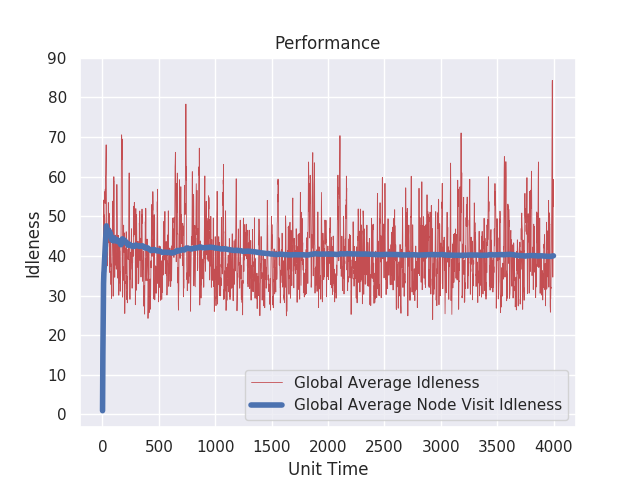 Performance
90
80
70
60
50
40
30
20
10
0
Idleness
Global Average Idleness
Global Average Node Visit Idleness
0 500 1000 1500 2000 2500 3000 3500 4000
Unit Time